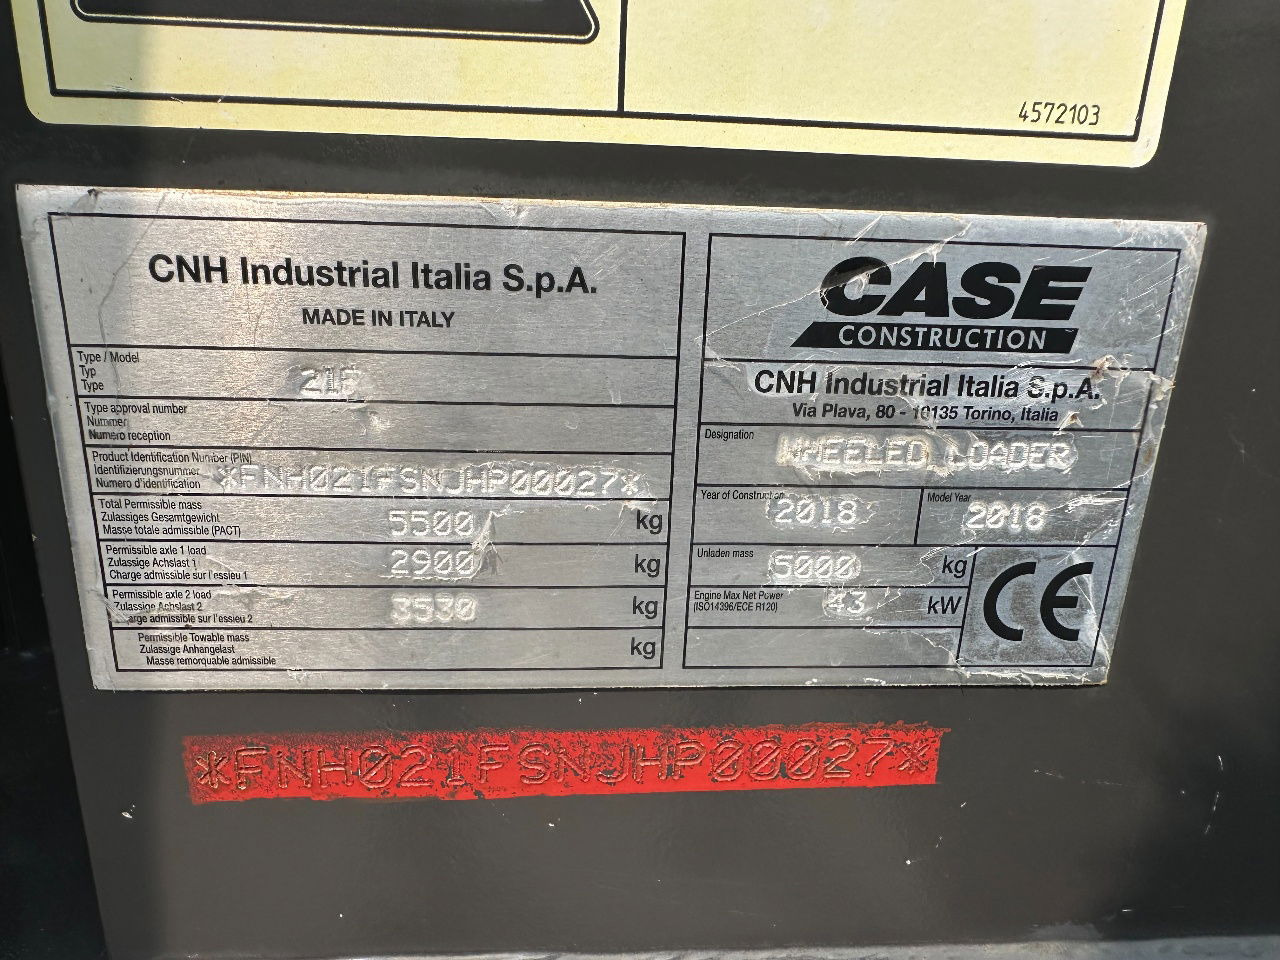 4572103
CNH Industrial Italia S.p.A.
MADE IN ITALY
Type / Model
Typ
Type
21F
Type approval number
Nummer
Numero reception
Product Identification Number (PIN)
Identifizierungsnummer
Numero d'identification
*FNH021FSNJHP00027*
Total Permissible mass
Zulassiges Gesamtgewicht
Masse totale admissible (PACT)
5500 kg
Permissible axle 1 load
Zulassige Achslast 1
Charge admissible sur l'essieu 1
2900 kg
Permissible axle 2 load
Zulassige Achslast 2
arge admissible sur l'essieu 2
3530 kg
Permissible Towable mass
Zulassige Anhangelast
Masse remorquable admissible
kg
CASE
CONSTRUCTION
CNH Industrial Italia S.p.A.
Via Plava, 80 - 10135 Torino, Italia
Designation
WHEELED LOADER
Year of Construction
2018
Model Year
2018
Unladen mass
5000 kg
Engine Max Net Power
(ISO14396/ECE R120)
43 kW
CE
*FNH021FSNJHP00027*